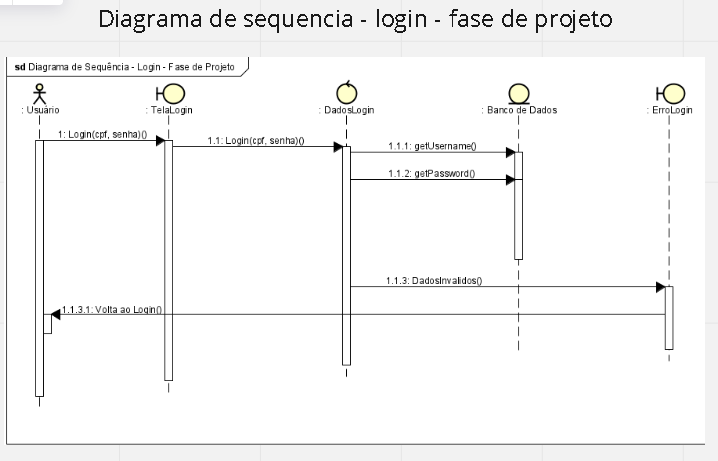 Diagrama de sequencia - login - fase de projeto
sd Diagrama de Sequência - Login - Fase de Projeto
: Usuário
: TelaLogin
: DadosLogin
: Banco de Dados
: ErroLogin
1: Login(cpf, senha)()
1.1: Login(cpf, senha)()
1.1.1: getUsername()
1.1.2: getPassword()
1.1.3: DadosInvalidos()
1.1.3.1: Volta ao Login()